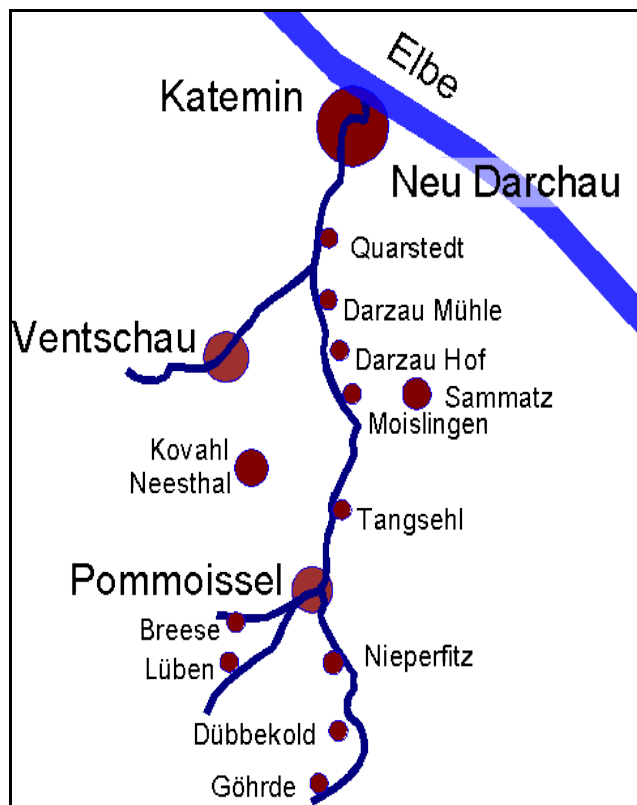 Elbe
Katemin
Neu Darchau
Quarstedt
Darzau Mühle
Ventschau
Darzau Hof
Sammatz
Moislingen
Kovahl
Neesthal
Tangsehl
Pommoissel
Breese
Lüben
Nieperfitz
Dübbekold
Göhrde